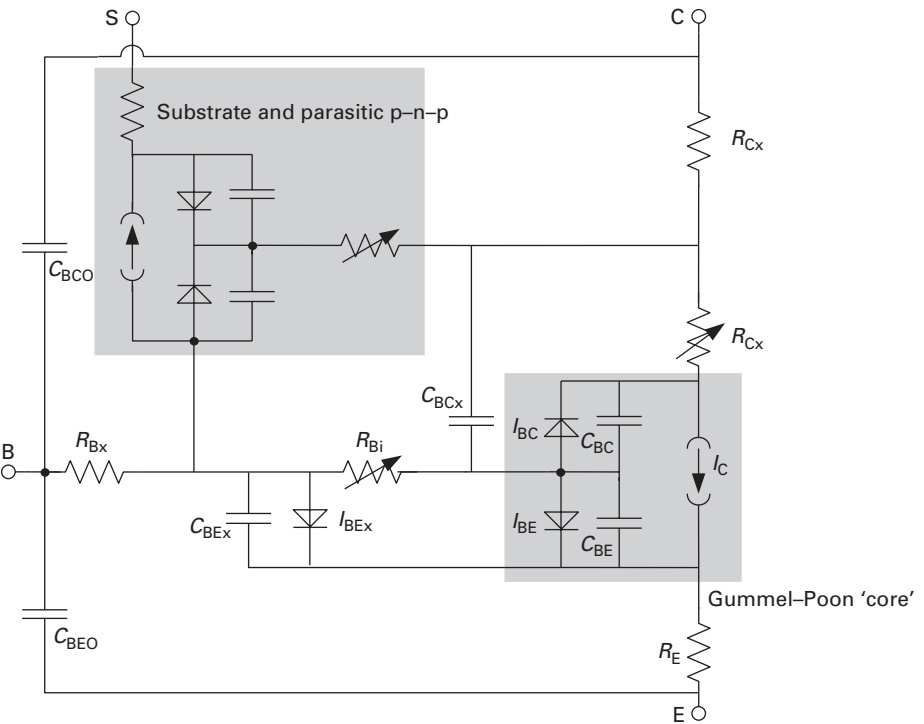 S
C
Substrate and parasitic p–n–p
RCx
CBCO
RCx
CBCx
IBC
CBC
B
RBx
RBi
IC
CBEx
IBEx
IBE
CBE
Gummel–Poon ‘core’
CBEO
RE
E